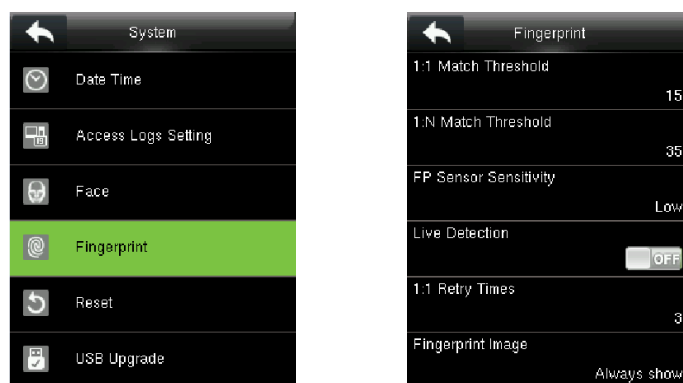 System
Date Time
Access Logs Setting
Face
Fingerprint
Reset
USB Upgrade
Fingerprint
1:1 Match Threshold
15
1:N Match Threshold
35
FP Sensor Sensitivity
Low
Live Detection
OFF
1:1 Retry Times
3
Fingerprint Image
Always show